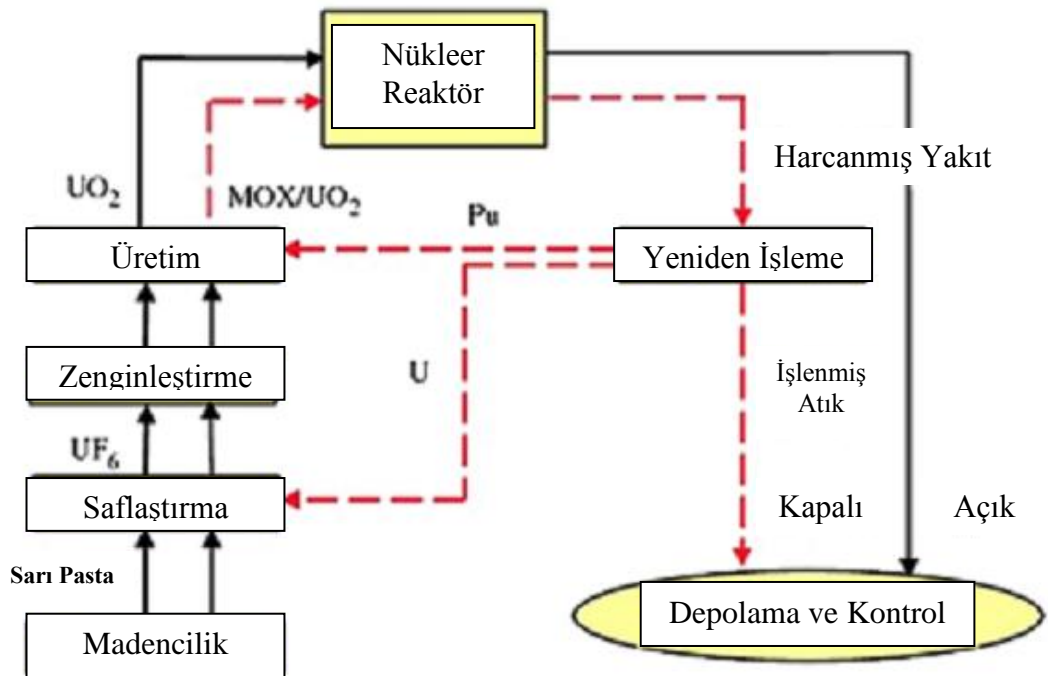 Nükleer
Reaktör
Harcanmış Yakıt
UO₂
MOX/UO₂
Pu
Üretim
Yeniden İşleme
Zenginleştirme
U
İşlenmiş
Atık
UF₆
Saflaştırma
Kapalı
Açık
Sarı Pasta
Madencilik
Depolama ve Kontrol